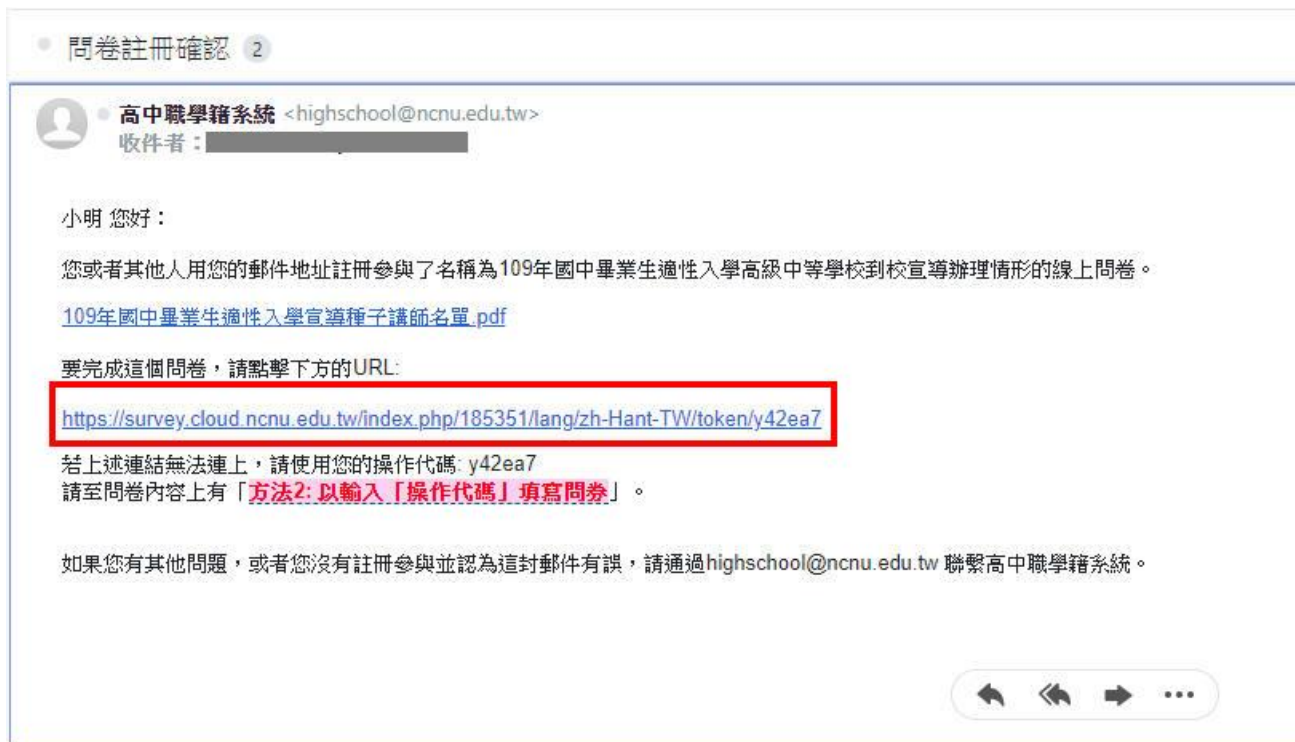 問卷註冊確認 2
高中職學籍系統 <highschool@ncnu.edu.tw>
收件者：
小明 您好：
您或者其他人用您的郵件地址註冊參與了名稱為109年國中畢業生適性入學高級中等學校到校宣導辦理情形的線上問卷。
109年國中畢業生適性入學宣導種子講師名單.pdf
要完成這個問卷，請點擊下方的URL:
https://survey.cloud.ncnu.edu.tw/index.php/185351/lang/zh-Hant-TW/token/y42ea7
若上述連結無法連上，請使用您的操作代碼: y42ea7
請至問卷內容上有「方法2: 以輸入「操作代碼」填寫問券」。
如果您有其他問題，或者您沒有註冊參與並認為這封郵件有誤，請通過highschool@ncnu.edu.tw 聯繫高中職學籍系統。